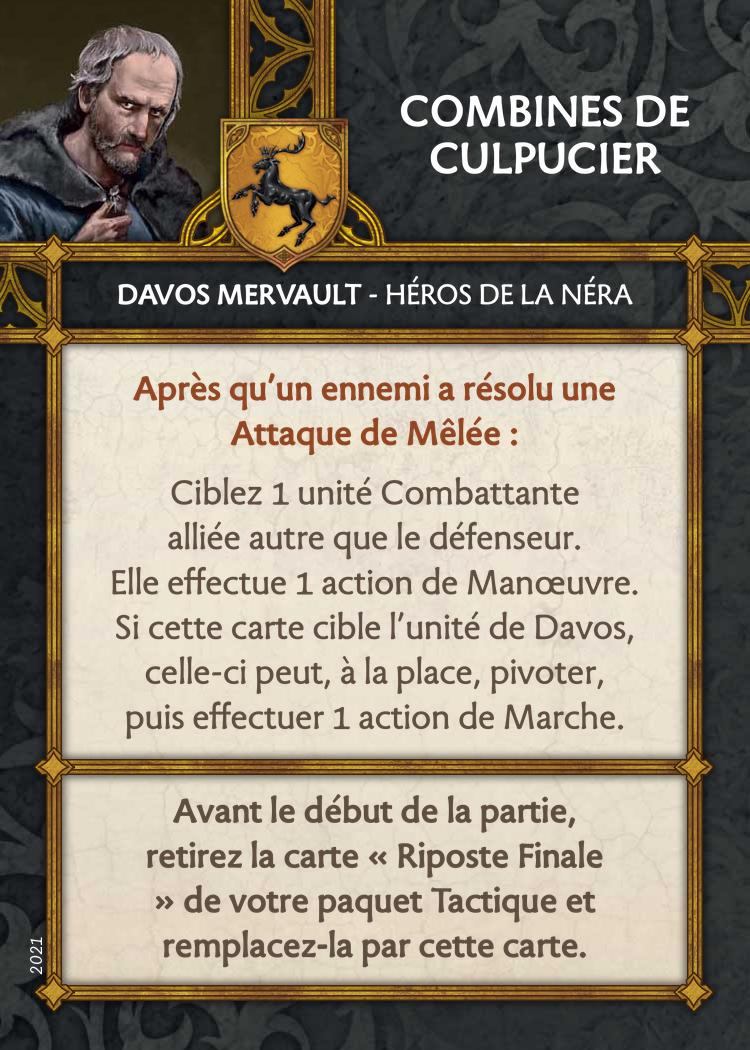 COMBINES DE
CULPUCIER
DAVOS MERVAULT - HÉROS DE LA NÉRA
Après qu’un ennemi a résolu une
Attaque de Mêlée :
Ciblez 1 unité Combattante
alliée autre que le défenseur.
Elle effectue 1 action de Manœuvre.
Si cette carte cible l’unité de Davos,
celle-ci peut, à la place, pivoter,
puis effectuer 1 action de Marche.
Avant le début de la partie,
retirez la carte « Riposte Finale
» de votre paquet Tactique et
remplacez-la par cette carte.
2021